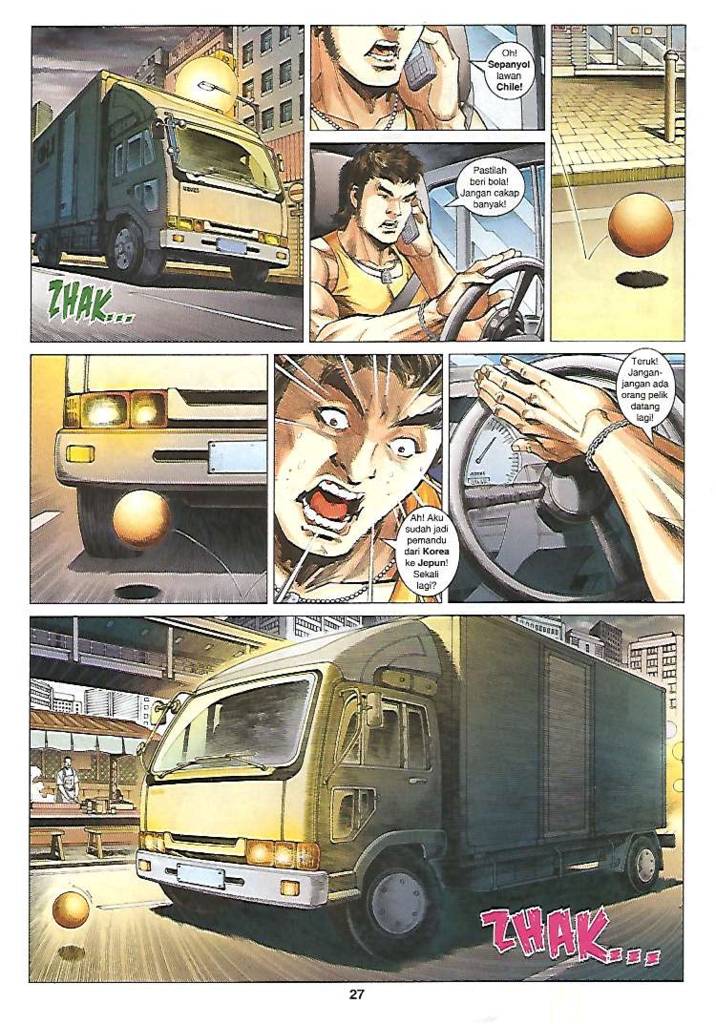 Oh!
Sepanyol
lawan
Chile!
Pastilah
beri bola!
Jangan cakap
banyak!
ZHAK...
Ah! Aku
sudah jadi
pemandu
dari Korea
ke Jepun!
Sekali
lagi?
Teruk!
Jangan-
jangan ada
orang pelik
datang
lagi!
ZHAK...
27